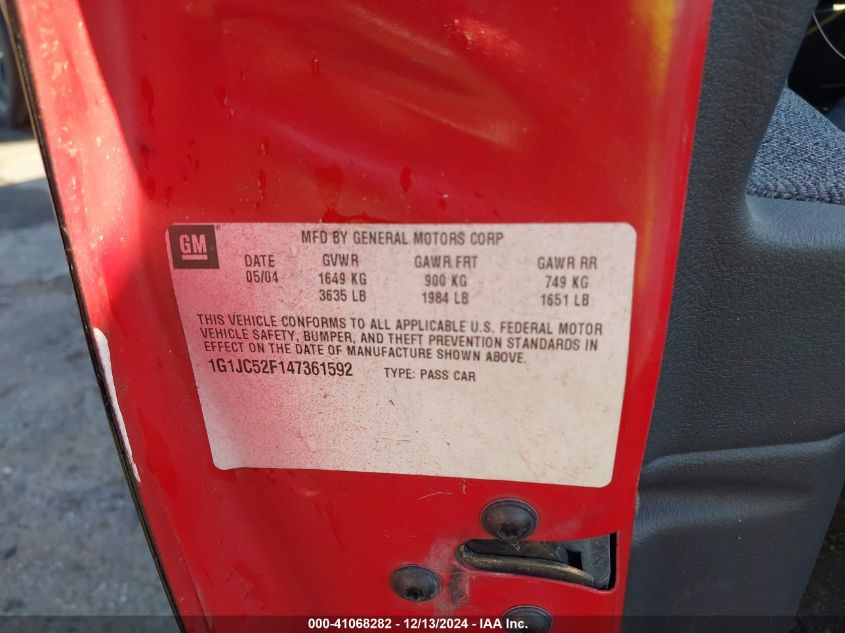 GM
MFD BY GENERAL MOTORS CORP
DATE GVWR GAWR FRT GAWR RR
05/04 1649 KG 900 KG 749 KG
3635 LB 1984 LB 1651 LB
THIS VEHICLE CONFORMS TO ALL APPLICABLE U.S. FEDERAL MOTOR
VEHICLE SAFETY, BUMPER, AND THEFT PREVENTION STANDARDS IN
EFFECT ON THE DATE OF MANUFACTURE SHOWN ABOVE.
1G1JC52F147361592 TYPE: PASS CAR
000-41068282 - 12/13/2024 - IAAI.com